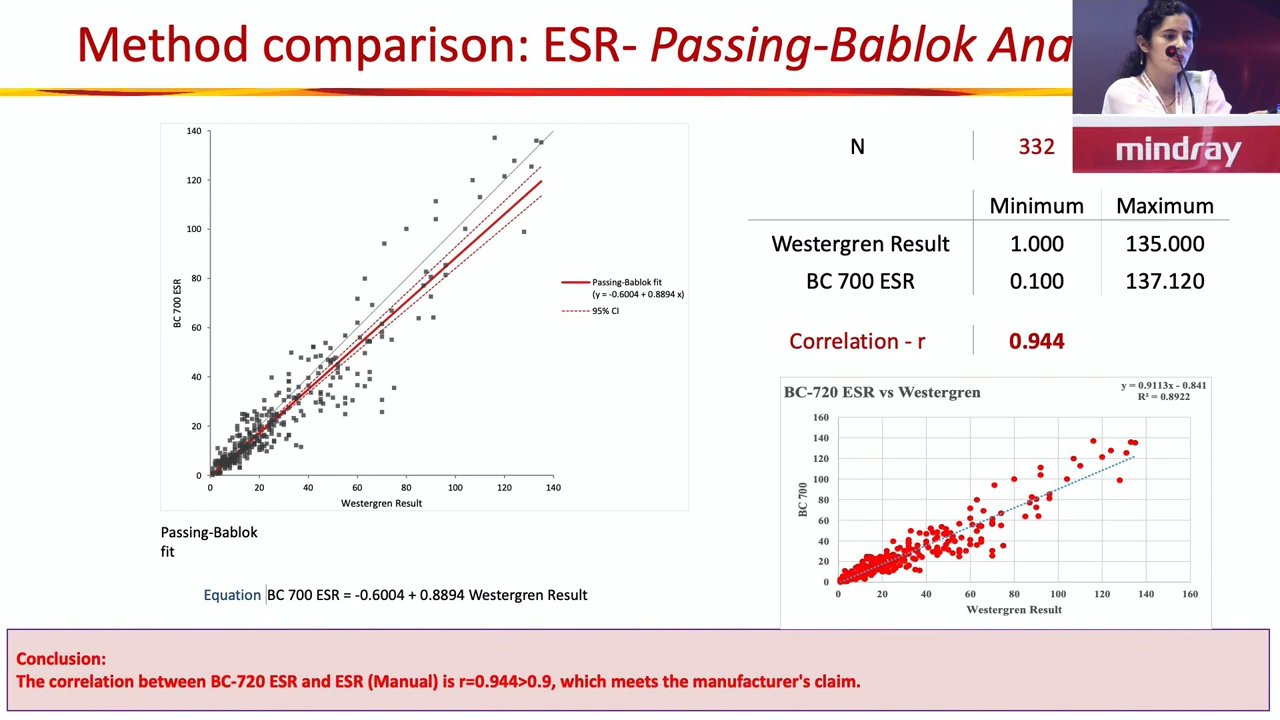 Method comparison: ESR- Passing-Bablok Ana
mindray
N 332
Minimum Maximum
Westergren Result 1.000 135.000
BC 700 ESR 0.100 137.120
Correlation - r 0.944
140
120
100
80
60
40
20
0
BC 700 ESR
0 20 40 60 80 100 120 140
Westergren Result
Passing-Bablok fit
(y = -0.6004 + 0.8894 x)
95% CI
Passing-Bablok
fit
Equation BC 700 ESR = -0.6004 + 0.8894 Westergren Result
BC-720 ESR vs Westergren
y = 0.9113x - 0.841
R² = 0.8922
160
140
120
100
80
60
40
20
0
BC 700
0 20 40 60 80 100 120 140 160
Westergren Result
Conclusion:
The correlation between BC-720 ESR and ESR (Manual) is r=0.944>0.9, which meets the manufacturer's claim.